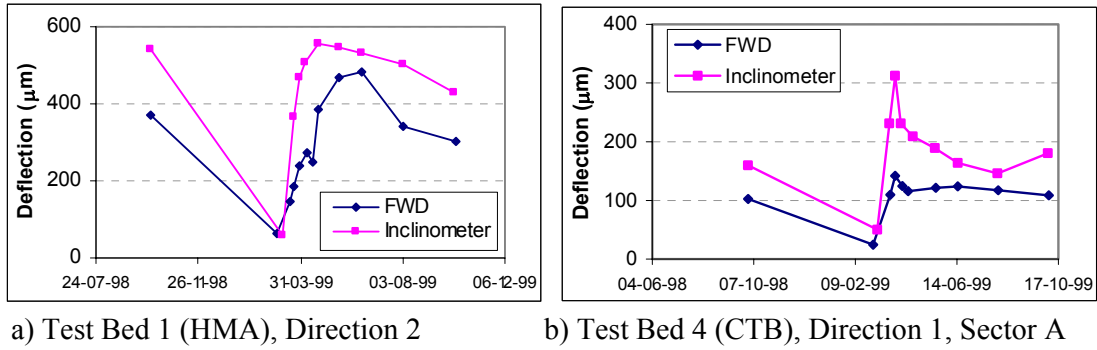 600
400
200
0
Deflection (µm)
FWD
Inclinometer
24-07-98 26-11-98 31-03-99 03-08-99 06-12-99
a) Test Bed 1 (HMA), Direction 2
400
300
200
100
0
Deflection (µm)
FWD
Inclinometer
04-06-98 07-10-98 09-02-99 14-06-99 17-10-99
b) Test Bed 4 (CTB), Direction 1, Sector A